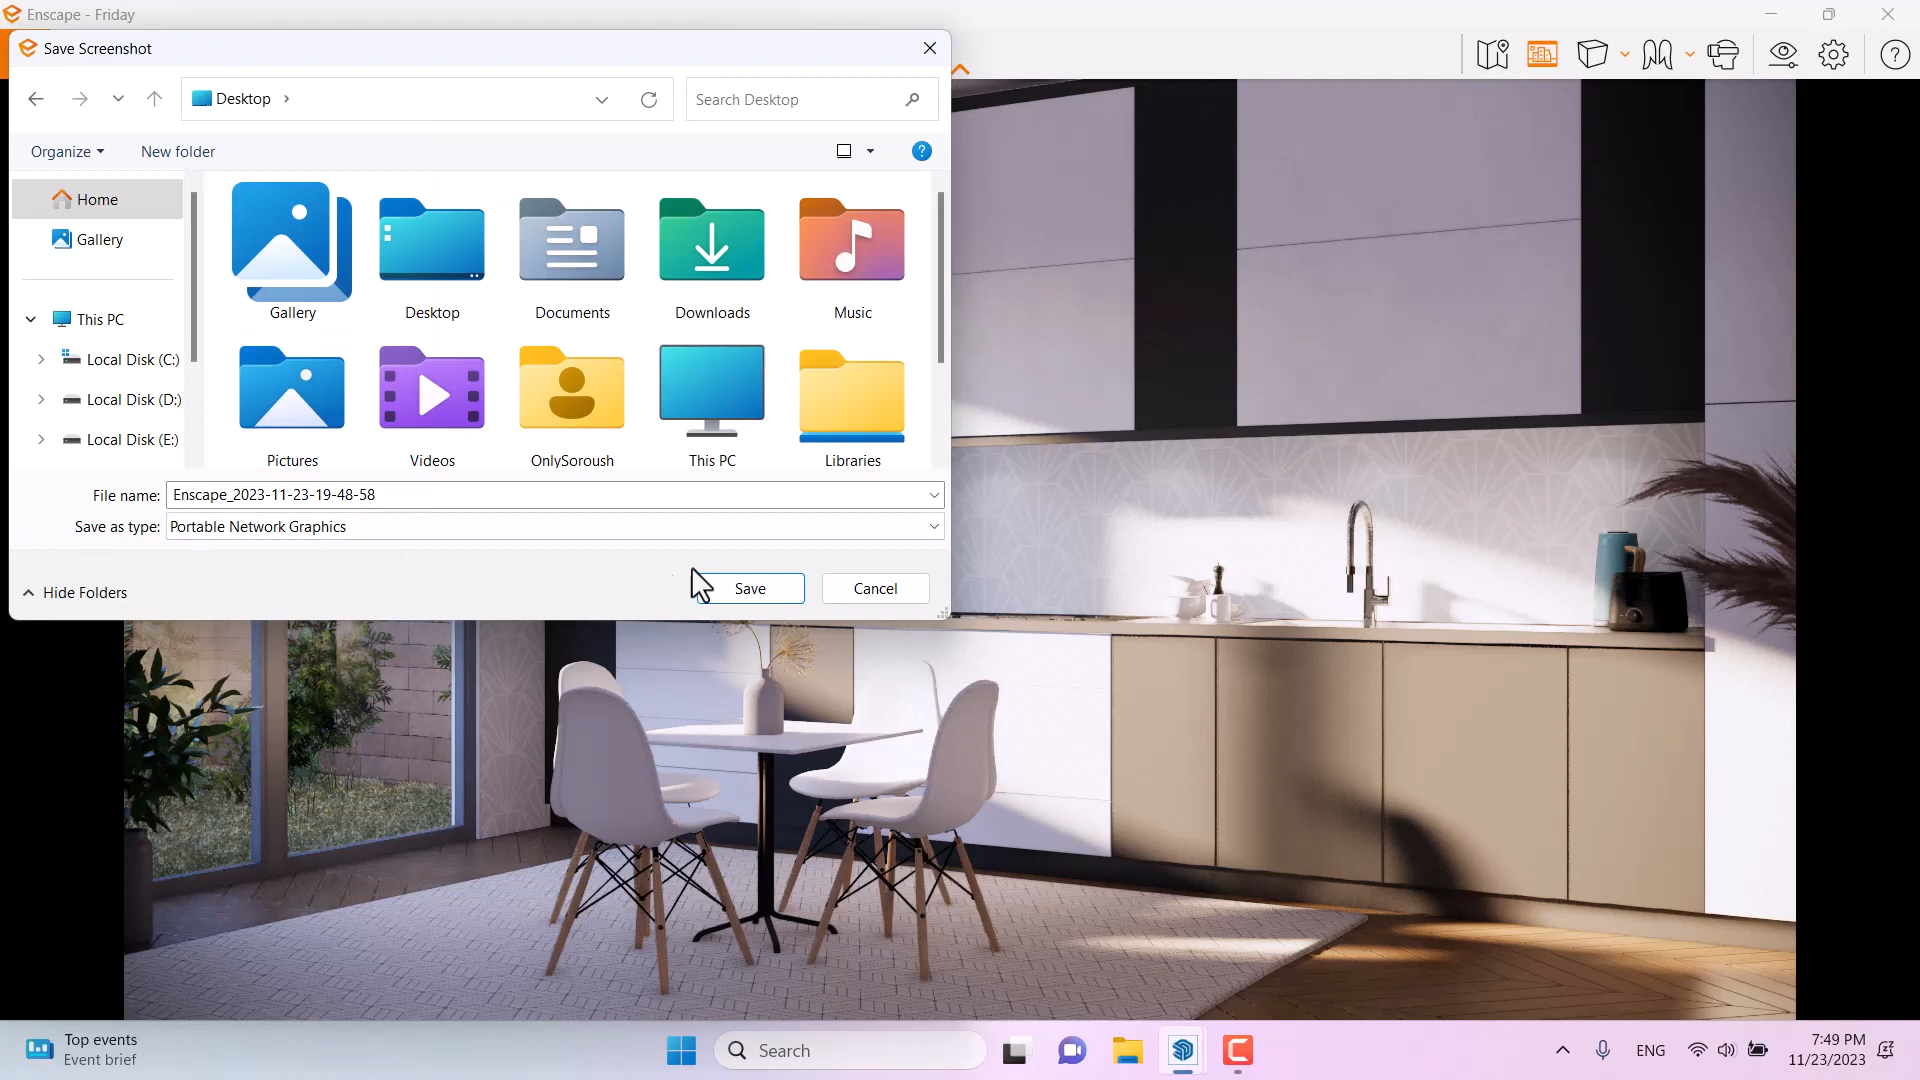 Enscape - Friday
Save Screenshot
Desktop
Search Desktop
Organize
New folder
Home
Gallery
This PC
Local Disk (C:)
Local Disk (D:)
Local Disk (E:)
Gallery
Desktop
Documents
Downloads
Music
Pictures
Videos
OnlySoroush
This PC
Libraries
File name: Enscape_2023-11-23-19-48-58
Save as type: Portable Network Graphics
Hide Folders
Save
Cancel
Top events
Event brief
Search
ENG
7:49 PM
11/23/2023